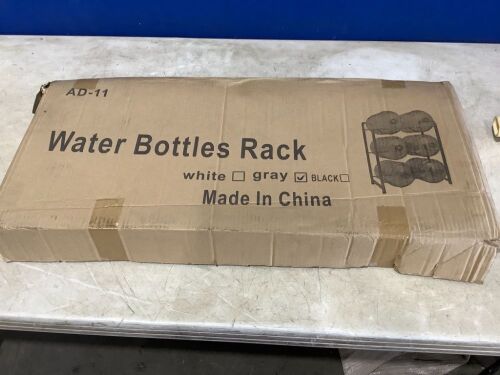 AD-11
Water Bottles Rack
white ☐ gray ☑ BLACK ☐
Made In China